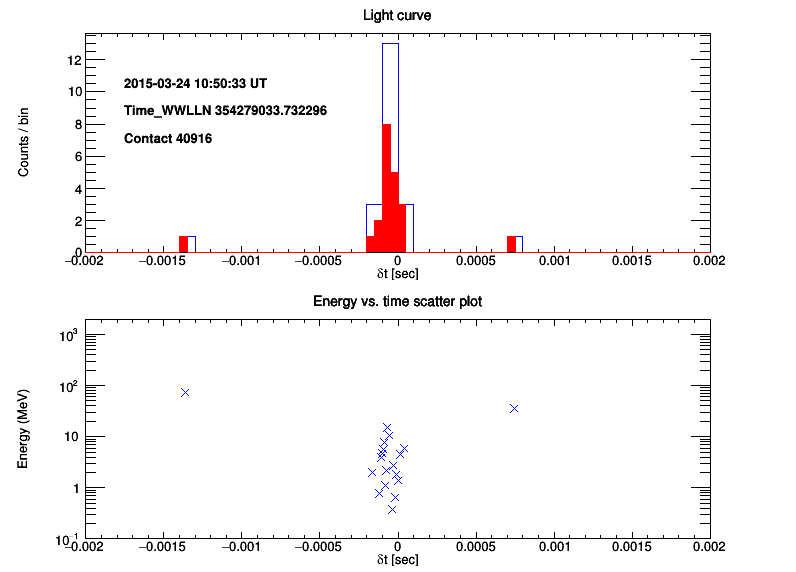 Light curve
Counts / bin
12
10
8
6
4
2
0
2015-03-24 10:50:33 UT
Time_WWLLN 354279033.732296
Contact 40916
−0.002 −0.0015 −0.001 −0.0005 0 0.0005 0.001 0.0015 0.002
δt [sec]
Energy vs. time scatter plot
Energy (MeV)
10³
10²
10
1
10⁻¹
−0.002 −0.0015 −0.001 −0.0005 0 0.0005 0.001 0.0015 0.002
δt [sec]